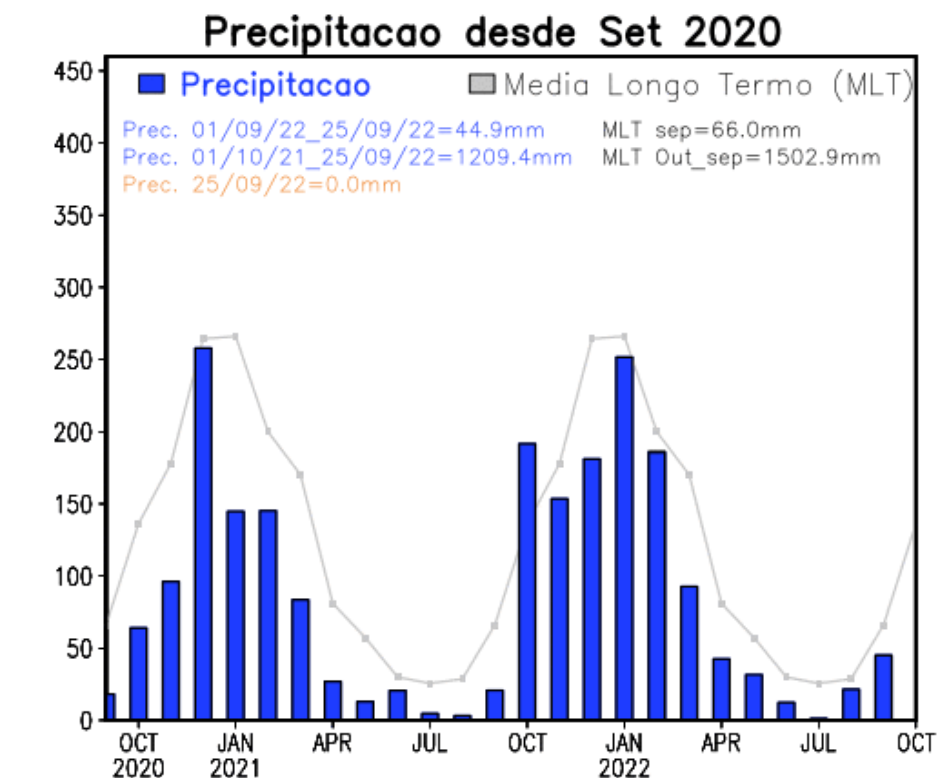 Precipitacao desde Set 2020
Precipitacao
Media Longo Termo (MLT)
Prec. 01/09/22_25/09/22=44.9mm MLT sep=66.0mm
Prec. 01/10/21_25/09/22=1209.4mm MLT Out_sep=1502.9mm
Prec. 25/09/22=0.0mm
450
400
350
300
250
200
150
100
50
0
OCT JAN APR JUL OCT JAN APR JUL OCT
2020 2021 2022